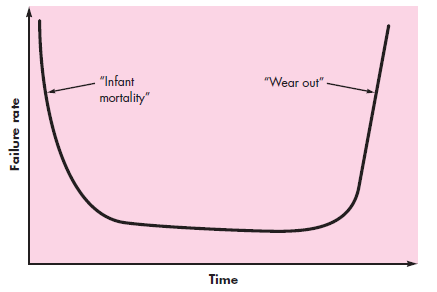 "Infant
mortality"
"Wear out"
Failure rate
Time